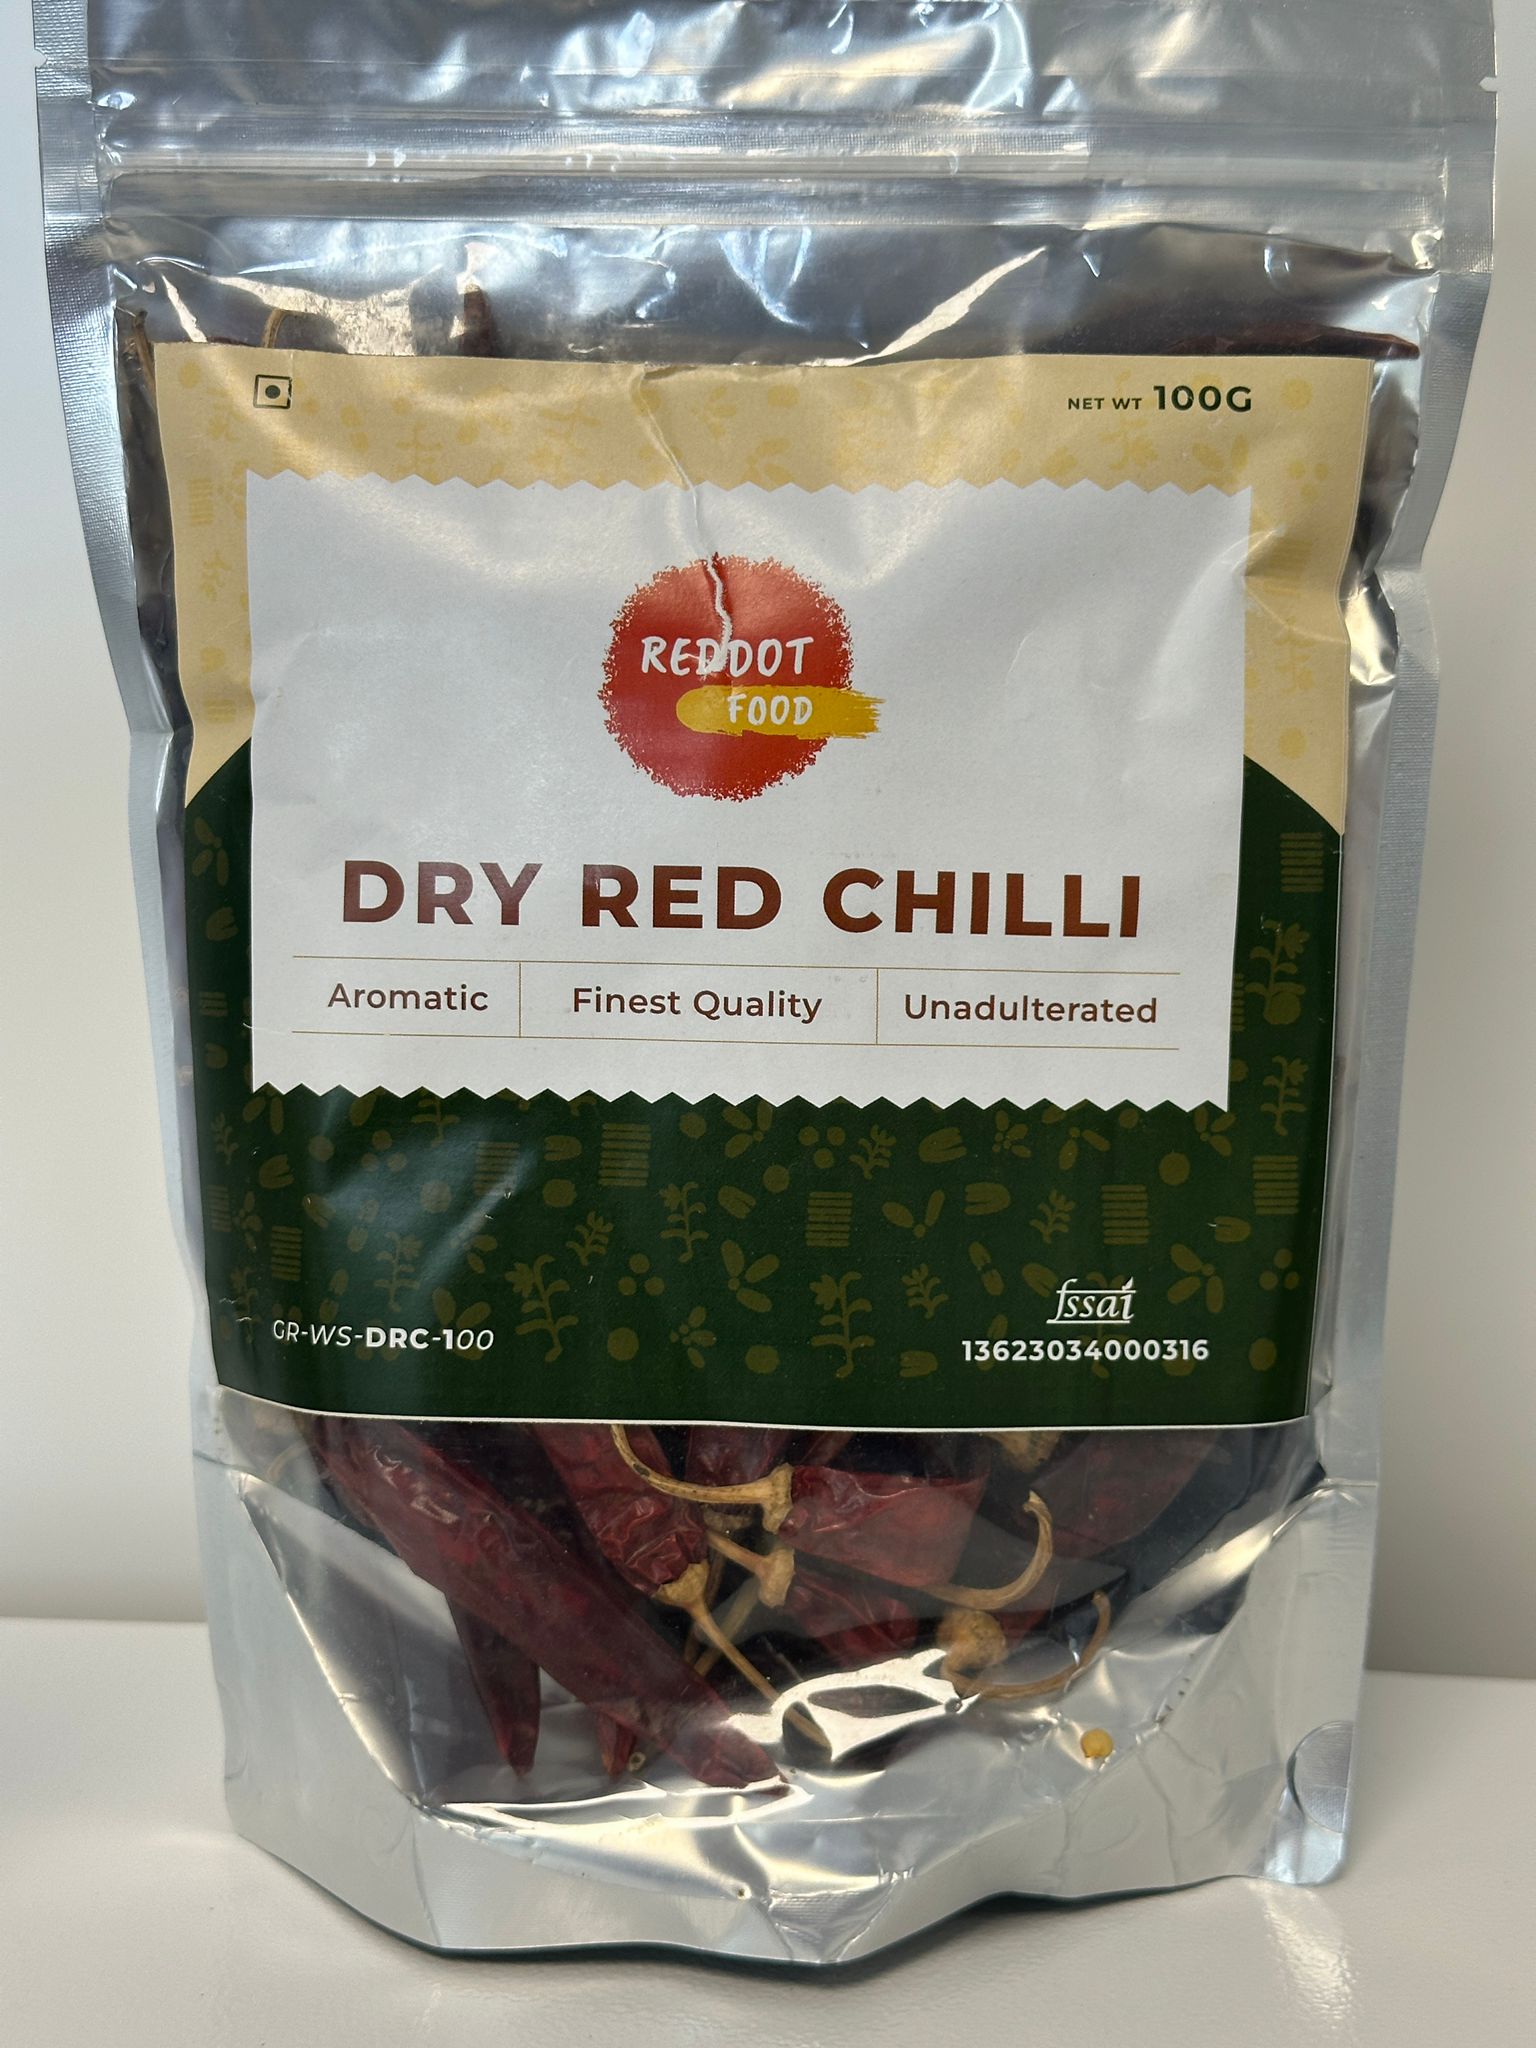 NET WT 100G
REDDOT
FOOD
DRY RED CHILLI
Aromatic
Finest Quality
Unadulterated
GR-WS-DRC-100
fssai
13623034000316